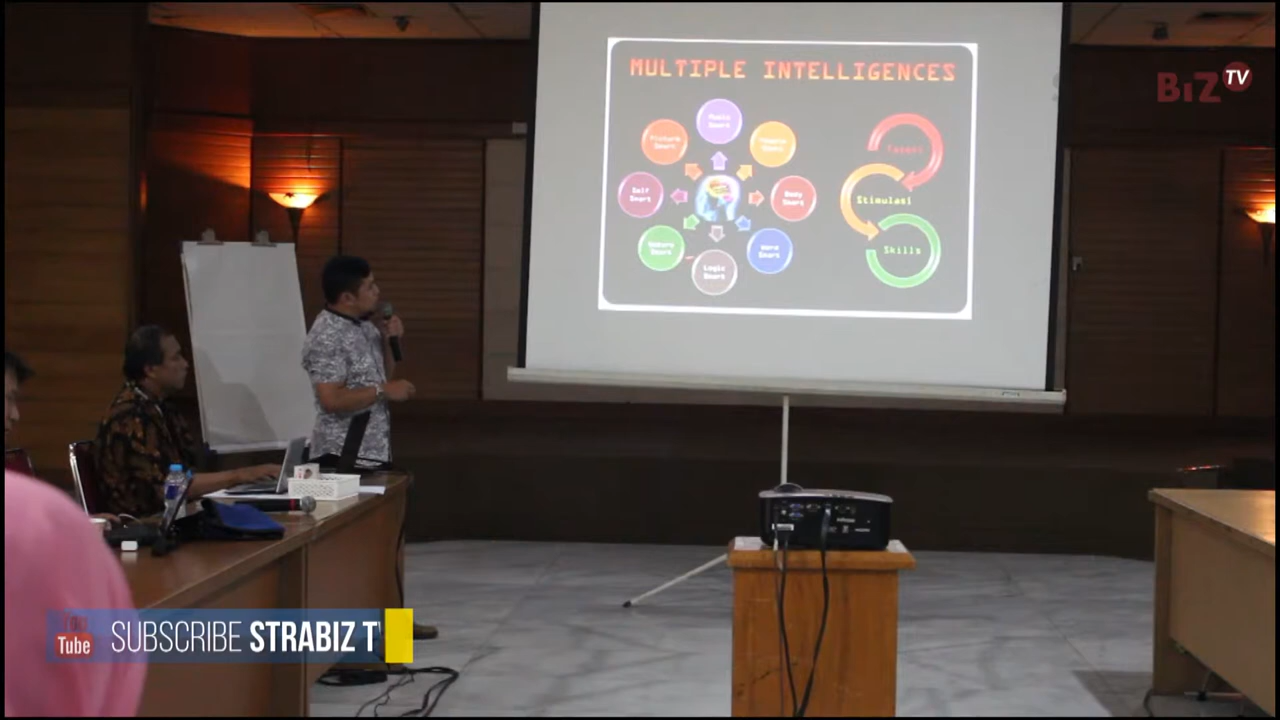 MULTIPLE INTELLIGENCES
Music
Smart
Picture
Smart
People
Smart
Self
Smart
Body
Smart
Nature
Smart
Word
Smart
Logic
Smart
Talent
Stimulasi
Skills
BiZ TV
You
Tube
SUBSCRIBE STRABIZ T